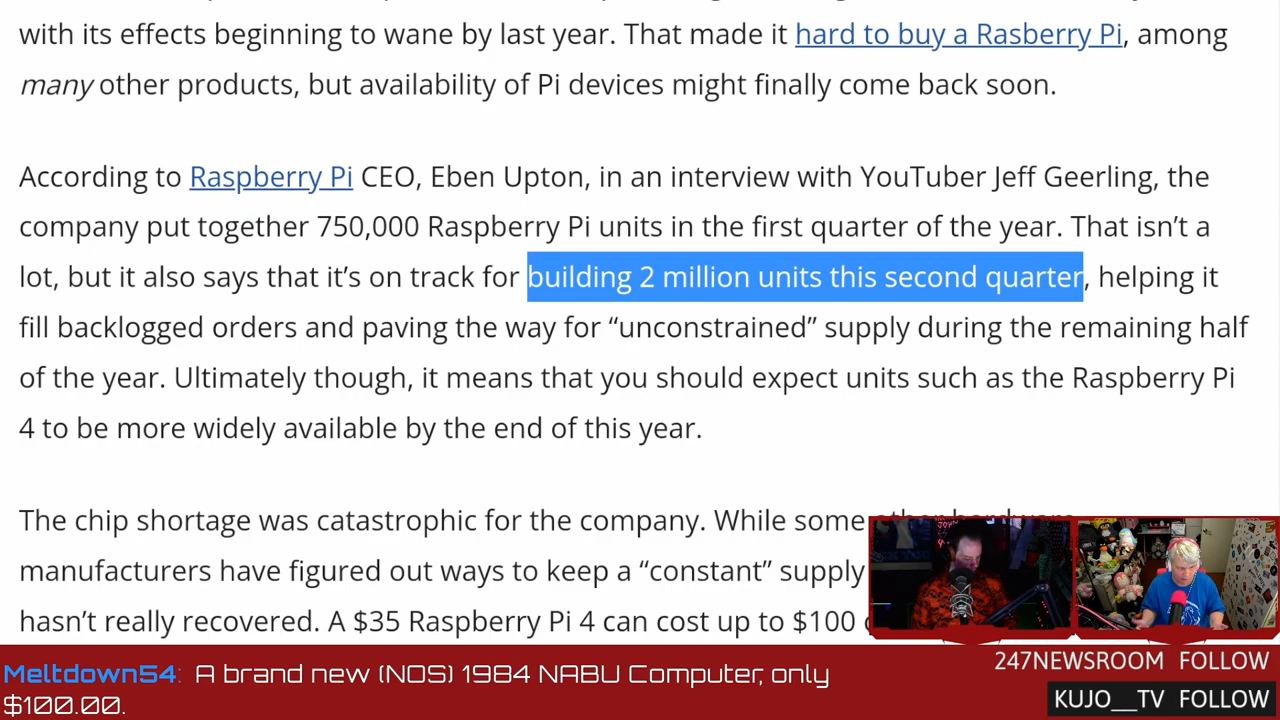 with its effects beginning to wane by last year. That made it hard to buy a Rasberry Pi, among
many other products, but availability of Pi devices might finally come back soon.
According to Raspberry Pi CEO, Eben Upton, in an interview with YouTuber Jeff Geerling, the
company put together 750,000 Raspberry Pi units in the first quarter of the year. That isn’t a
lot, but it also says that it’s on track for building 2 million units this second quarter, helping it
fill backlogged orders and paving the way for “unconstrained” supply during the remaining half
of the year. Ultimately though, it means that you should expect units such as the Raspberry Pi
4 to be more widely available by the end of this year.
The chip shortage was catastrophic for the company. While some other hardware
manufacturers have figured out ways to keep a “constant” supply
hasn’t really recovered. A $35 Raspberry Pi 4 can cost up to $100
Meltdown54: A brand new (NOS) 1984 NABU Computer, only
$100.00.
247NEWSROOM FOLLOW
KUJO__TV FOLLOW